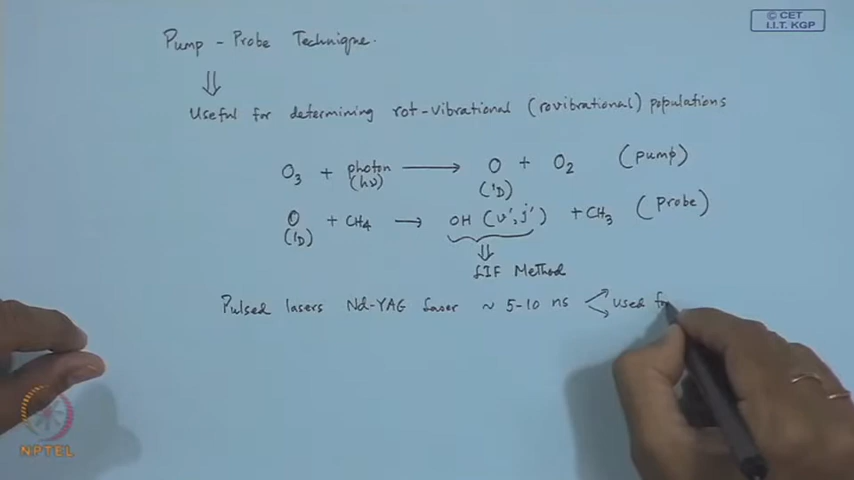 © CET
I.I.T. KGP
Pump - Probe Technique.
⇓
Useful for determining rot-vibrational (rovibrational) populations
O3 + photon → O + O2 (pump)
(hν) (¹D)
O + CH4 → OH (v', j') + CH3 (Probe)
(¹D)
⇓
LIF Method
Pulsed lasers Nd-YAG laser ~ 5-10 ns used
NPTEL